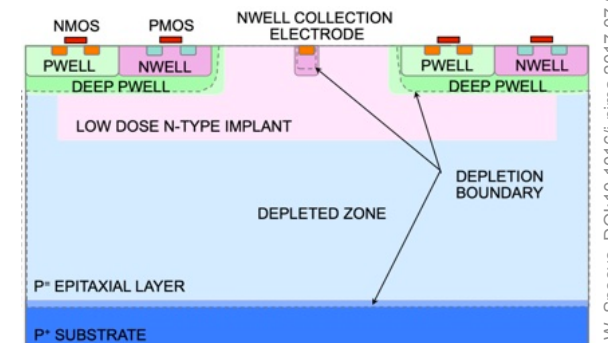 NMOS
PMOS
NWELL COLLECTION
ELECTRODE
PWELL
NWELL
PWELL
NWELL
DEEP PWELL
DEEP PWELL
LOW DOSE N-TYPE IMPLANT
DEPLETION
BOUNDARY
DEPLETED ZONE
P= EPITAXIAL LAYER
P+ SUBSTRATE